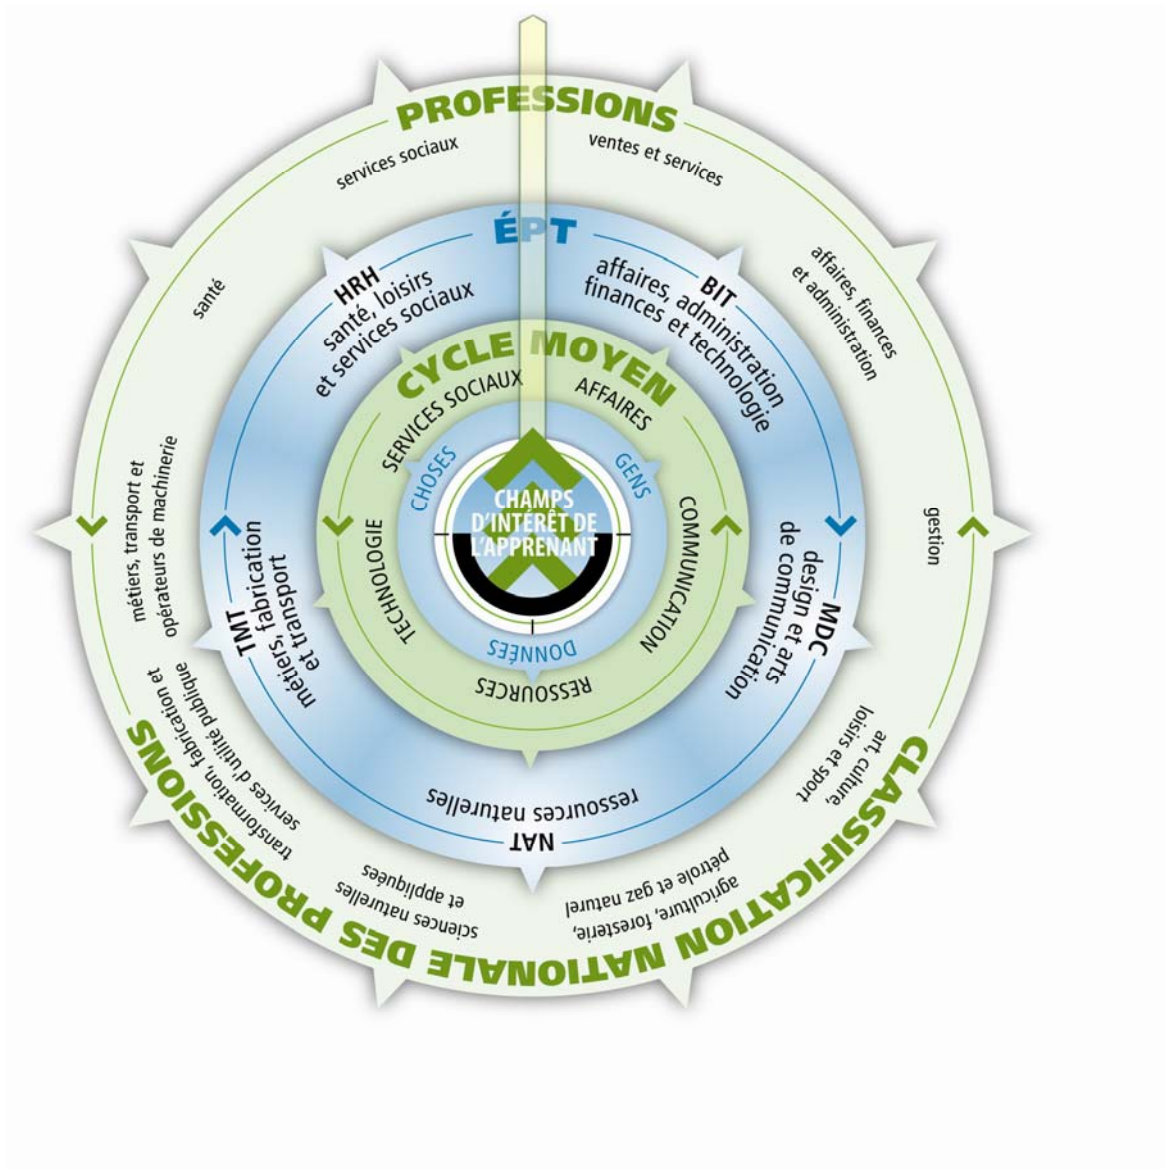 PROFESSIONS
services sociaux
ventes et services
santé
affaires, finances
et administration
métiers, transport et
opérateurs de machinerie
gestion
transformation, fabrication et
services d'utilité publique
art, culture,
loisirs et sport
sciences naturelles
et appliquées
agriculture, foresterie,
pétrole et gaz naturel
CLASSIFICATION NATIONALE DES PROFESSIONS
ÉPT
HRH
santé, loisirs
et services sociaux
BIT
affaires, administration
finances et technologie
TMT
métiers, fabrication
et transport
MDC
design et arts
de communication
NAT
ressources naturelles
CYCLE MOYEN
SERVICES SOCIAUX
AFFAIRES
TECHNOLOGIE
COMMUNICATION
RESSOURCES
CHOSES
GENS
DONNÉES
CHAMPS
D'INTÉRÊT DE
L'APPRENANT